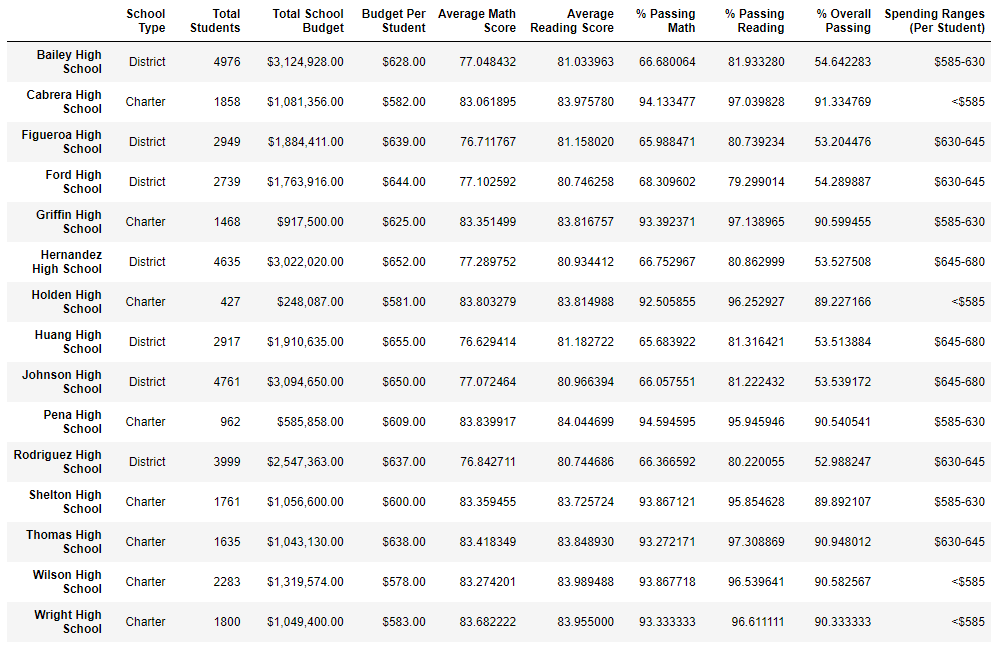 School Type Total Students Total School Budget Budget Per Student Average Math Score Average Reading Score % Passing Math % Passing Reading % Overall Passing Spending Ranges (Per Student)
Bailey High School District 4976 $3,124,928.00 $628.00 77.048432 81.033963 66.680064 81.933280 54.642283 $585-630
Cabrera High School Charter 1858 $1,081,356.00 $582.00 83.061895 83.975780 94.133477 97.039828 91.334769 <$585
Figueroa High School District 2949 $1,884,411.00 $639.00 76.711767 81.158020 65.988471 80.739234 53.204476 $630-645
Ford High School District 2739 $1,763,916.00 $644.00 77.102592 80.746258 68.309602 79.299014 54.289887 $630-645
Griffin High School Charter 1468 $917,500.00 $625.00 83.351499 83.816757 93.392371 97.138965 90.599455 $585-630
Hernandez High School District 4635 $3,022,020.00 $652.00 77.289752 80.934412 66.752967 80.862999 53.527508 $645-680
Holden High School Charter 427 $248,087.00 $581.00 83.803279 83.814988 92.505855 96.252927 89.227166 <$585
Huang High School District 2917 $1,910,635.00 $655.00 76.629414 81.182722 65.683922 81.316421 53.513884 $645-680
Johnson High School District 4761 $3,094,650.00 $650.00 77.072464 80.966394 66.057551 81.222432 53.539172 $645-680
Pena High School Charter 962 $585,858.00 $609.00 83.839917 84.044699 94.594595 95.945946 90.540541 $585-630
Rodriguez High School District 3999 $2,547,363.00 $637.00 76.842711 80.744686 66.366592 80.220055 52.988247 $630-645
Shelton High School Charter 1761 $1,056,600.00 $600.00 83.359455 83.725724 93.867121 95.854628 89.892107 $585-630
Thomas High School Charter 1635 $1,043,130.00 $638.00 83.418349 83.848930 93.272171 97.308869 90.948012 $630-645
Wilson High School Charter 2283 $1,319,574.00 $578.00 83.274201 83.989488 93.867718 96.539641 90.582567 <$585
Wright High School Charter 1800 $1,049,400.00 $583.00 83.682222 83.955000 93.333333 96.611111 90.333333 <$585